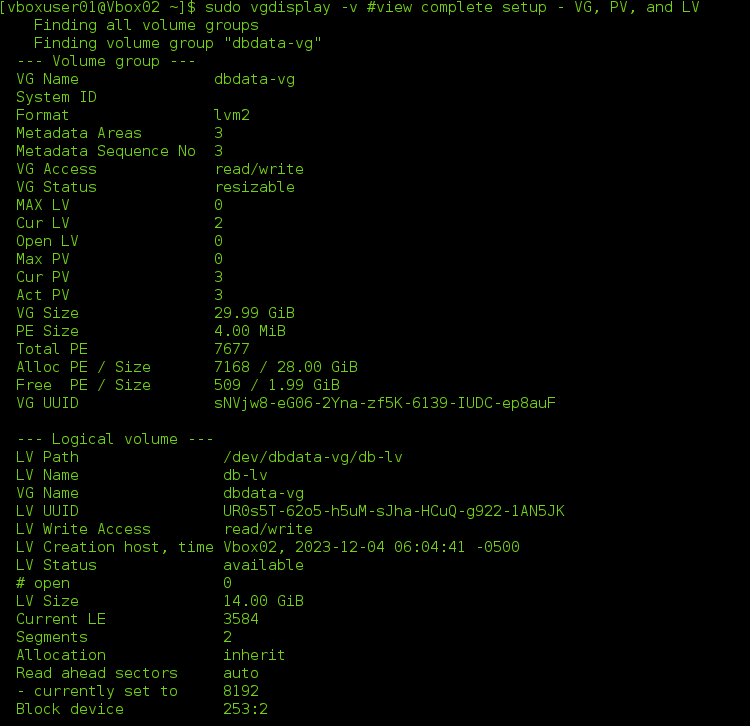 [vboxuser01@Vbox02 ~]$ sudo vgdisplay -v #view complete setup - VG, PV, and LV
    Finding all volume groups
    Finding volume group "dbdata-vg"
  --- Volume group ---
  VG Name               dbdata-vg
  System ID
  Format                lvm2
  Metadata Areas        3
  Metadata Sequence No  3
  VG Access             read/write
  VG Status             resizable
  MAX LV                0
  Cur LV                2
  Open LV               0
  Max PV                0
  Cur PV                3
  Act PV                3
  VG Size               29.99 GiB
  PE Size               4.00 MiB
  Total PE              7677
  Alloc PE / Size       7168 / 28.00 GiB
  Free  PE / Size       509 / 1.99 GiB
  VG UUID               sNVjw8-eG06-2Yna-zf5K-6139-IUDC-ep8auF

  --- Logical volume ---
  LV Path                /dev/dbdata-vg/db-lv
  LV Name                db-lv
  VG Name                dbdata-vg
  LV UUID                UR0s5T-62o5-h5uM-sJha-HCuQ-g922-1AN5JK
  LV Write Access        read/write
  LV Creation host, time Vbox02, 2023-12-04 06:04:41 -0500
  LV Status              available
  # open                 0
  LV Size                14.00 GiB
  Current LE             3584
  Segments               2
  Allocation             inherit
  Read ahead sectors     auto
  - currently set to     8192
  Block device           253:2